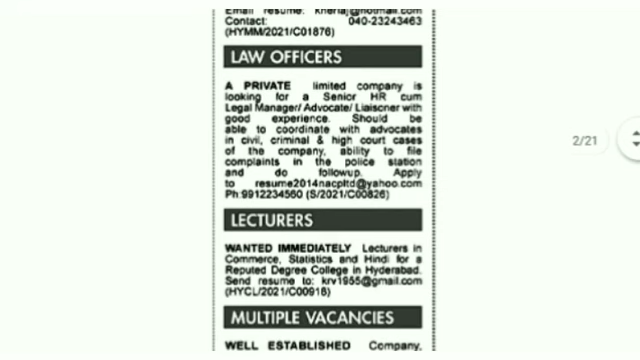 Email resume: kheriaj@hotmail.com
Contact: 040-23243463
(HYMM/2021/C01876)
LAW OFFICERS
A PRIVATE limited company is
looking for a Senior HR cum
Legal Manager/ Advocate/ Liaisoner with
good experience. Should be
able to coordinate with advocates
in civil, criminal & high court cases
of the company, ability to file
complaints in the police station
and do followup. Apply
to resume2014nacpltd@yahoo.com
Ph:9912234560 (S/2021/C00826)
LECTURERS
WANTED IMMEDIATELY Lecturers in
Commerce, Statistics and Hindi for a
Reputed Degree College in Hyderabad.
Send resume to: krv1955@gmail.com
(HYCL/2021/C00918)
MULTIPLE VACANCIES
WELL ESTABLISHED Company,
2/21